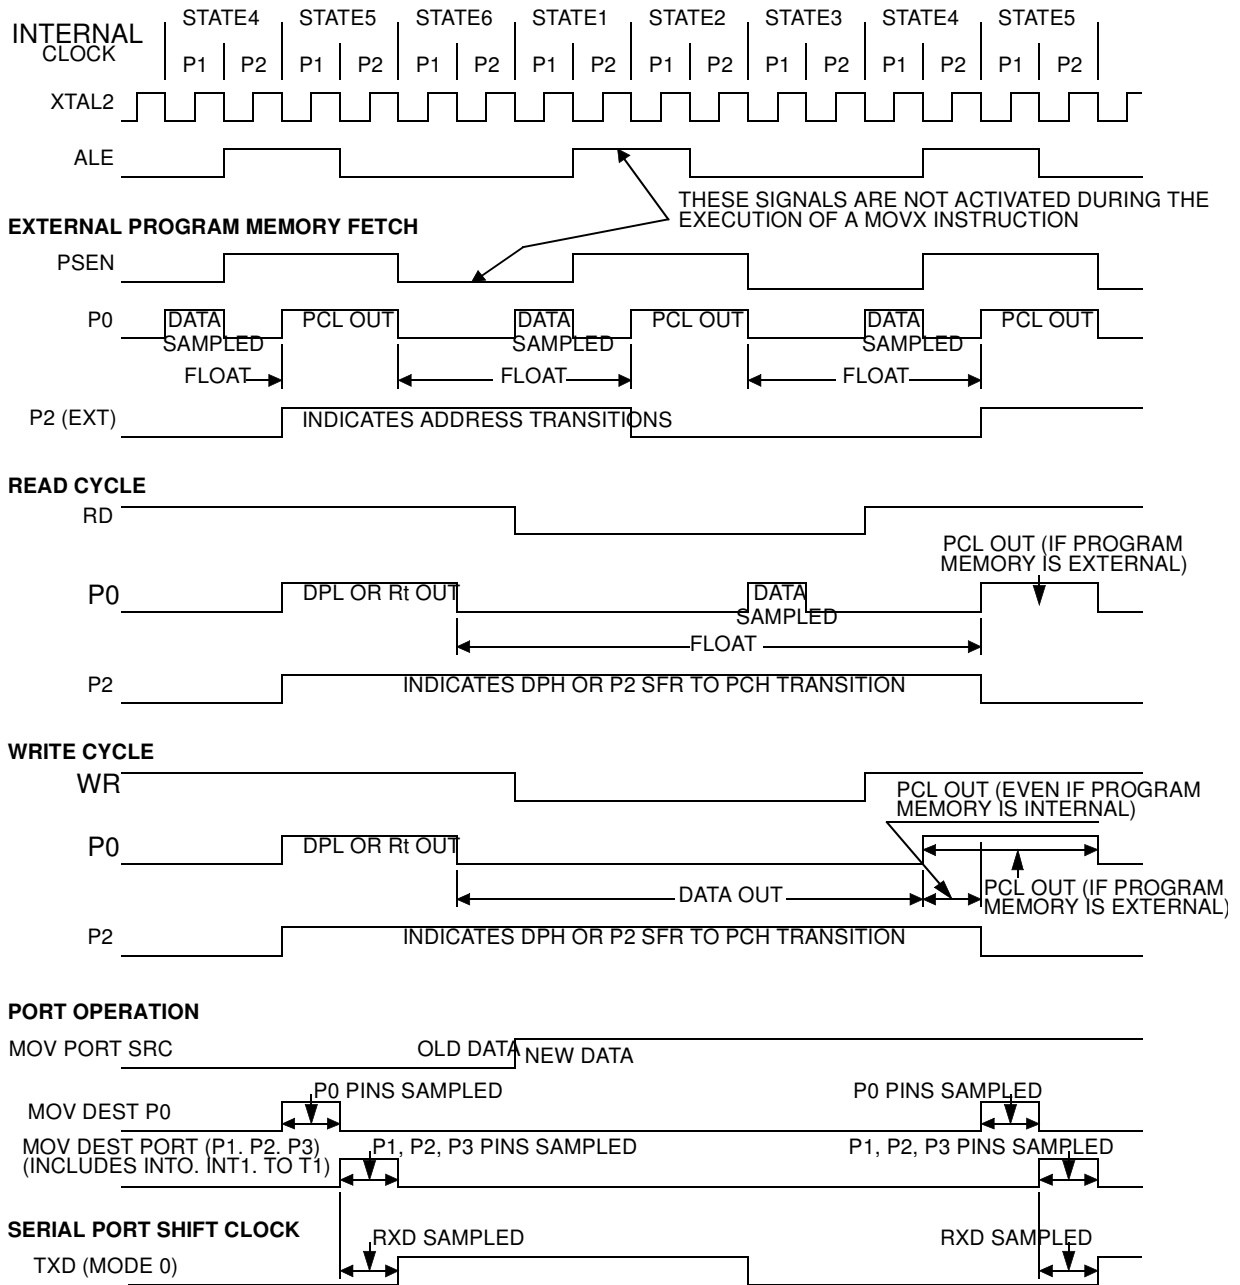 INTERNAL
CLOCK
STATE4 STATE5 STATE6 STATE1 STATE2 STATE3 STATE4 STATE5
P1 P2 P1 P2 P1 P2 P1 P2 P1 P2 P1 P2 P1 P2 P1 P2
XTAL2
ALE
THESE SIGNALS ARE NOT ACTIVATED DURING THE
EXECUTION OF A MOVX INSTRUCTION
EXTERNAL PROGRAM MEMORY FETCH
PSEN
P0 DATA PCL OUT DATA PCL OUT DATA PCL OUT
SAMPLED SAMPLED SAMPLED
FLOAT FLOAT FLOAT
P2 (EXT) INDICATES ADDRESS TRANSITIONS
READ CYCLE
RD
PCL OUT (IF PROGRAM
MEMORY IS EXTERNAL)
P0 DPL OR Rt OUT DATA
SAMPLED
FLOAT
P2 INDICATES DPH OR P2 SFR TO PCH TRANSITION
WRITE CYCLE
WR
PCL OUT (EVEN IF PROGRAM
MEMORY IS INTERNAL)
P0 DPL OR Rt OUT
DATA OUT
PCL OUT (IF PROGRAM
MEMORY IS EXTERNAL)
P2 INDICATES DPH OR P2 SFR TO PCH TRANSITION
PORT OPERATION
MOV PORT SRC OLD DATA NEW DATA
P0 PINS SAMPLED P0 PINS SAMPLED
MOV DEST P0
MOV DEST PORT (P1. P2. P3) P1, P2, P3 PINS SAMPLED P1, P2, P3 PINS SAMPLED
(INCLUDES INTO. INT1. TO T1)
SERIAL PORT SHIFT CLOCK
RXD SAMPLED RXD SAMPLED
TXD (MODE 0)